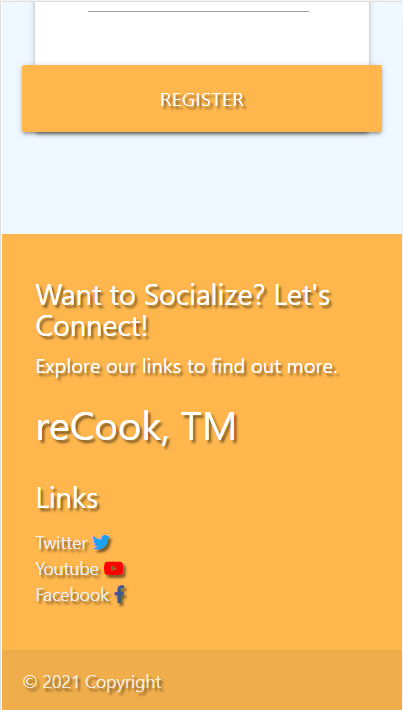 REGISTER
Want to Socialize? Let's
Connect!
Explore our links to find out more.
reCook, TM
Links
Twitter
Youtube
Facebook
© 2021 Copyright